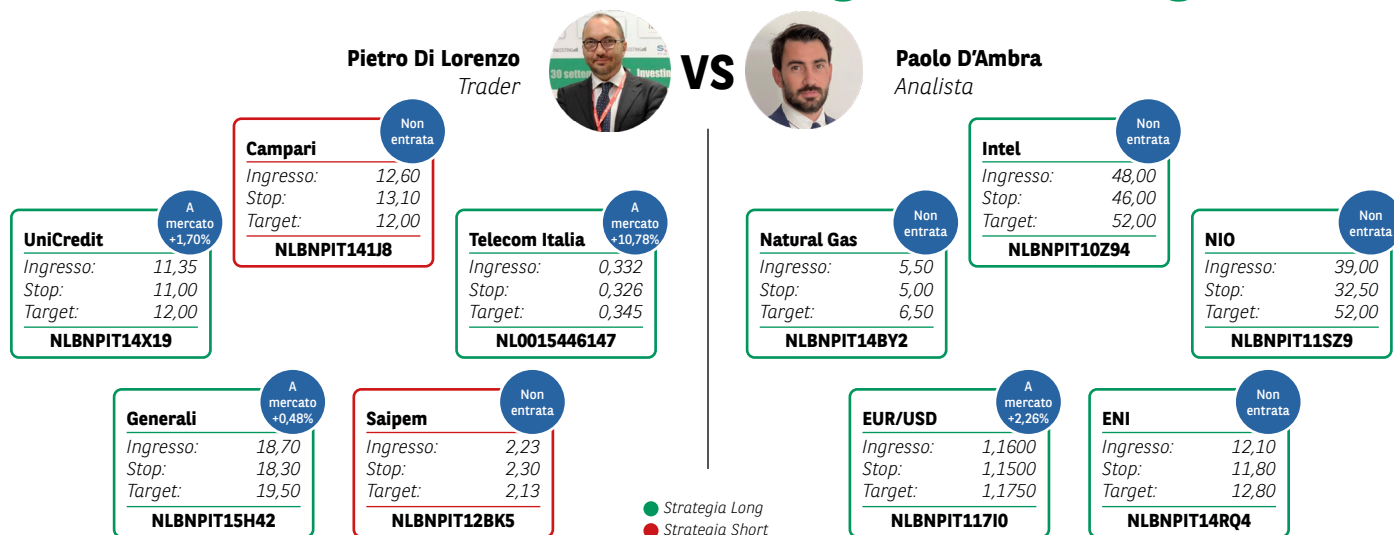 Pietro Di Lorenzo
Trader
VS
Paolo D'Ambra
Analista
30 sette
Investin
Non
entrata
Campari
Ingresso: 12,60
Stop: 13,10
Target: 12,00
NLBNPIT141J8
A
mercato
+1,70%
UniCredit
Ingresso: 11,35
Stop: 11,00
Target: 12,00
NLBNPIT14X19
A
mercato
+10,78%
Telecom Italia
Ingresso: 0,332
Stop: 0,326
Target: 0,345
NL0015446147
A
mercato
+0,48%
Generali
Ingresso: 18,70
Stop: 18,30
Target: 19,50
NLBNPIT15H42
Non
entrata
Saipem
Ingresso: 2,23
Stop: 2,30
Target: 2,13
NLBNPIT12BK5
Non
entrata
Intel
Ingresso: 48,00
Stop: 46,00
Target: 52,00
NLBNPIT10Z94
Non
entrata
Natural Gas
Ingresso: 5,50
Stop: 5,00
Target: 6,50
NLBNPIT14BY2
Non
entrata
NIO
Ingresso: 39,00
Stop: 32,50
Target: 52,00
NLBNPIT11SZ9
A
mercato
+2,26%
EUR/USD
Ingresso: 1,1600
Stop: 1,1500
Target: 1,1750
NLBNPIT117I0
Non
entrata
ENI
Ingresso: 12,10
Stop: 11,80
Target: 12,80
NLBNPIT14RQ4
Strategia Long
Strategia Short